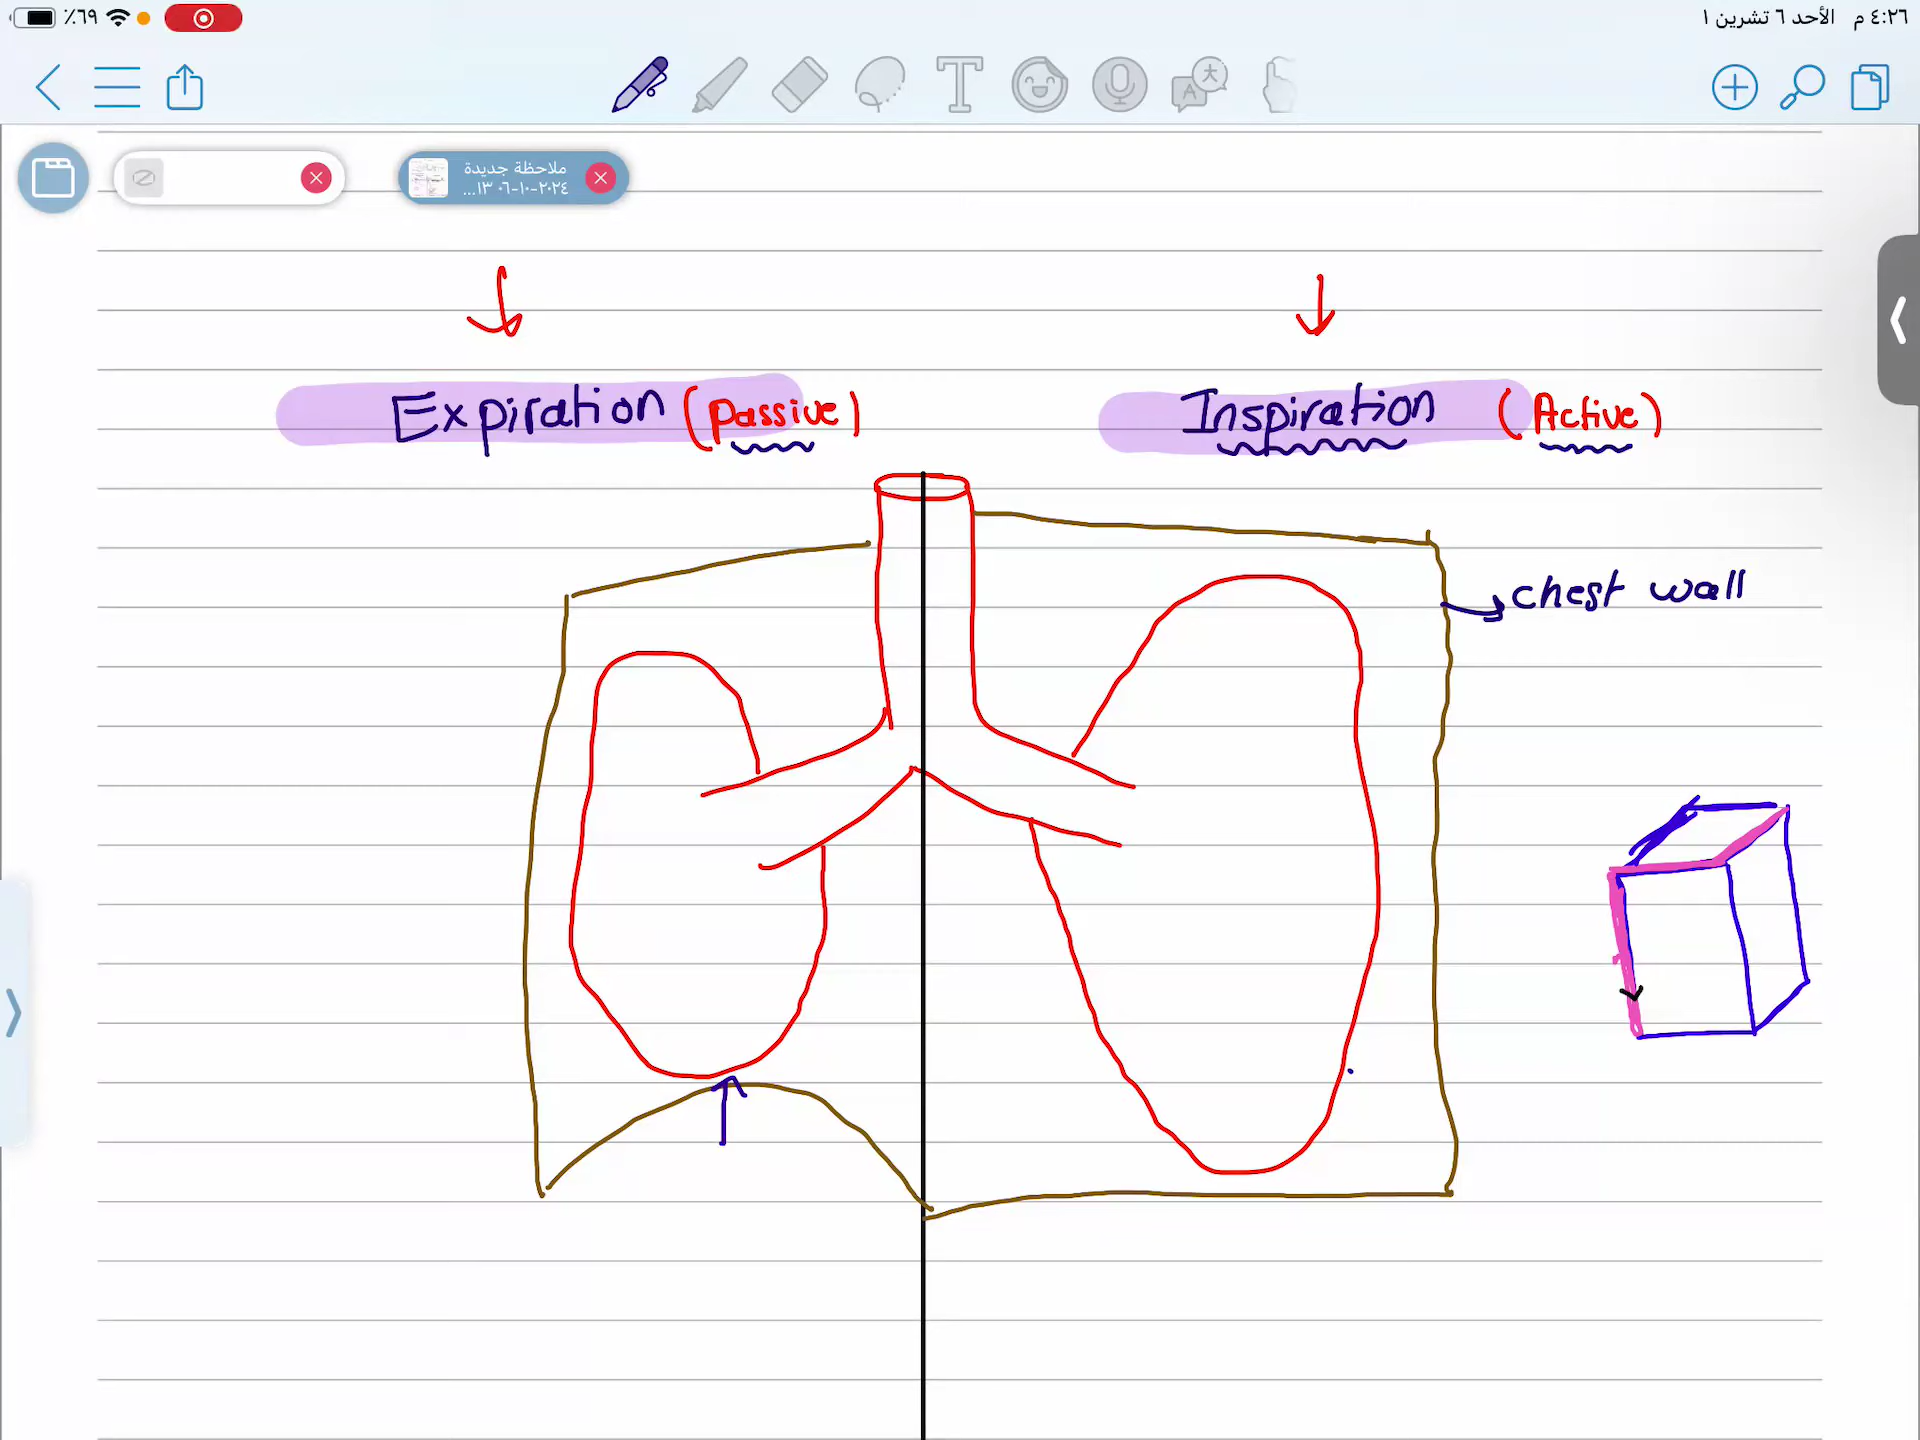 ٪٦٩
٤:٢٦ م الأحد ٦ تشرين ١
ملاحظة جديدة
٢٠٢٤-١٠-٠٦ ١٣...
Expiration (passive)
Inspiration (Active)
chest wall